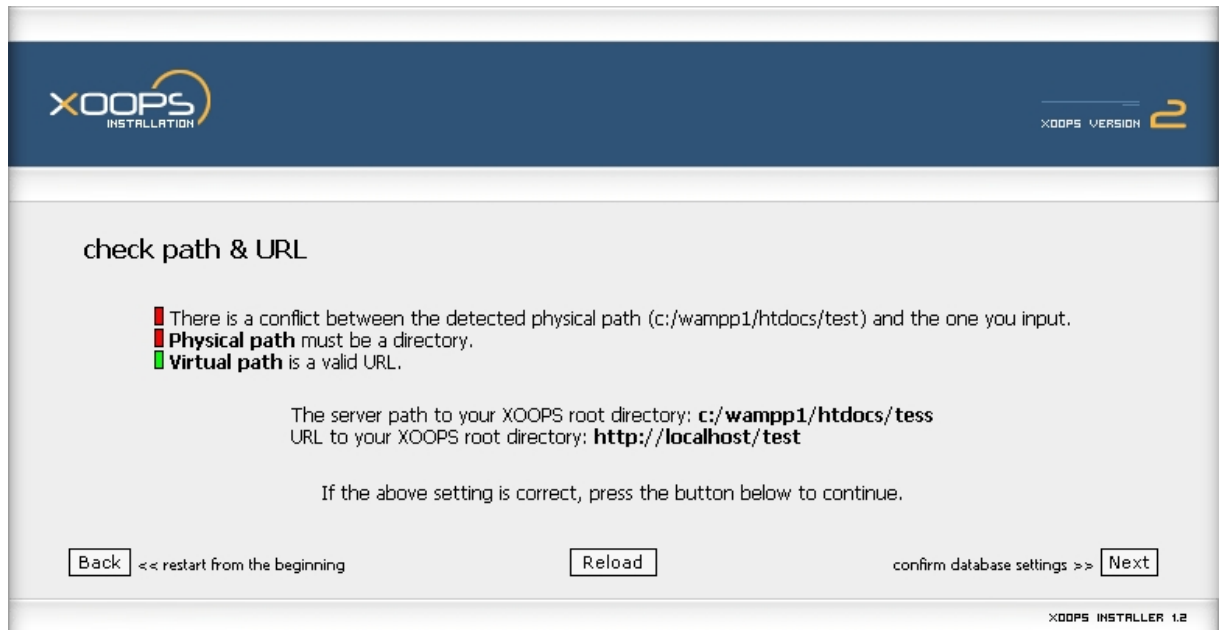 XOOPS
INSTALLATION
XOOPS VERSION 2
check path & URL
There is a conflict between the detected physical path (c:/wampp1/htdocs/test) and the one you input.
Physical path must be a directory.
Virtual path is a valid URL.
The server path to your XOOPS root directory: c:/wampp1/htdocs/tess
URL to your XOOPS root directory: http://localhost/test
If the above setting is correct, press the button below to continue.
Back << restart from the beginning Reload confirm database settings >> Next
XOOPS INSTALLER 1.2